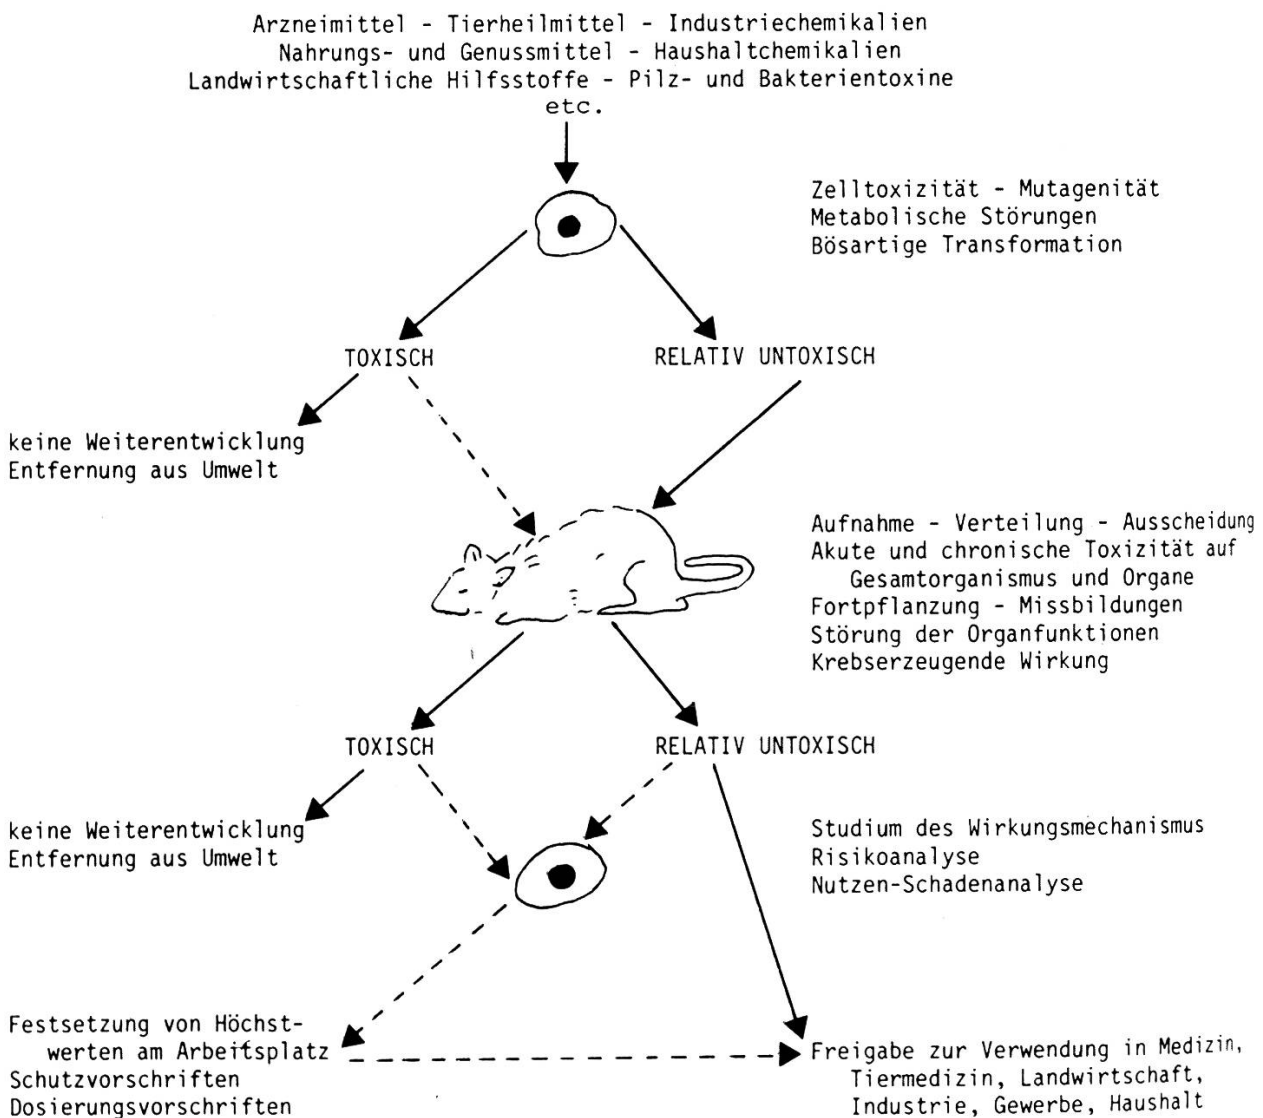 Arzneimittel - Tierheilmittel - Industriechemikalien
Nahrungs- und Genussmittel - Haushaltchemikalien
Landwirtschaftliche Hilfsstoffe - Pilz- und Bakterientoxine
etc.
Zelltoxizität - Mutagenität
Metabolische Störungen
Bösartige Transformation
TOXISCH
RELATIV UNTOXISCH
keine Weiterentwicklung
Entfernung aus Umwelt
Aufnahme - Verteilung - Ausscheidung
Akute und chronische Toxizität auf
Gesamtorganismus und Organe
Fortpflanzung - Missbildungen
Störung der Organfunktionen
Krebserzeugende Wirkung
TOXISCH
RELATIV UNTOXISCH
keine Weiterentwicklung
Entfernung aus Umwelt
Studium des Wirkungsmechanismus
Risikoanalyse
Nutzen-Schadenanalyse
Festsetzung von Höchst-
werten am Arbeitsplatz
Schutzvorschriften
Dosierungsvorschriften
Freigabe zur Verwendung in Medizin,
Tiermedizin, Landwirtschaft,
Industrie, Gewerbe, Haushalt